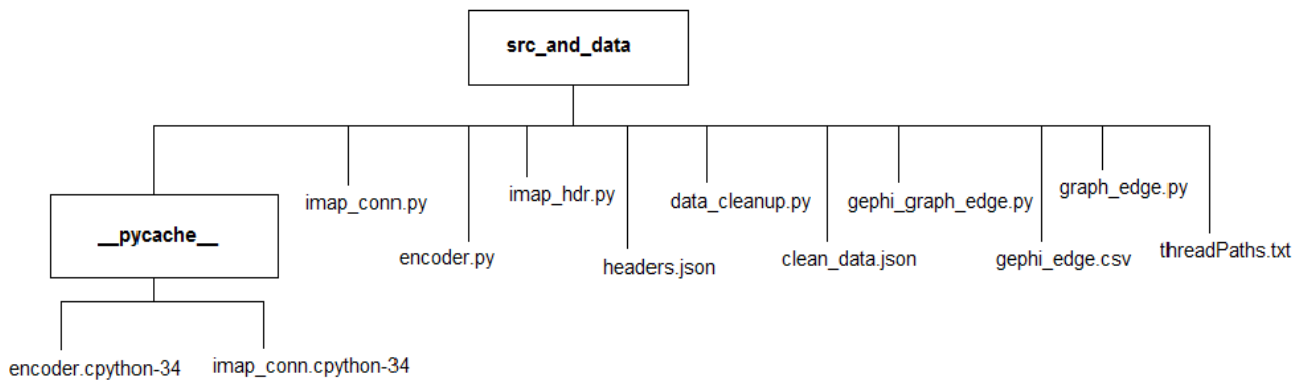 src_and_data
__pycache__
imap_conn.py
encoder.py
imap_hdr.py
headers.json
data_cleanup.py
clean_data.json
gephi_graph_edge.py
gephi_edge.csv
graph_edge.py
threadPaths.txt
encoder.cpython-34
imap_conn.cpython-34